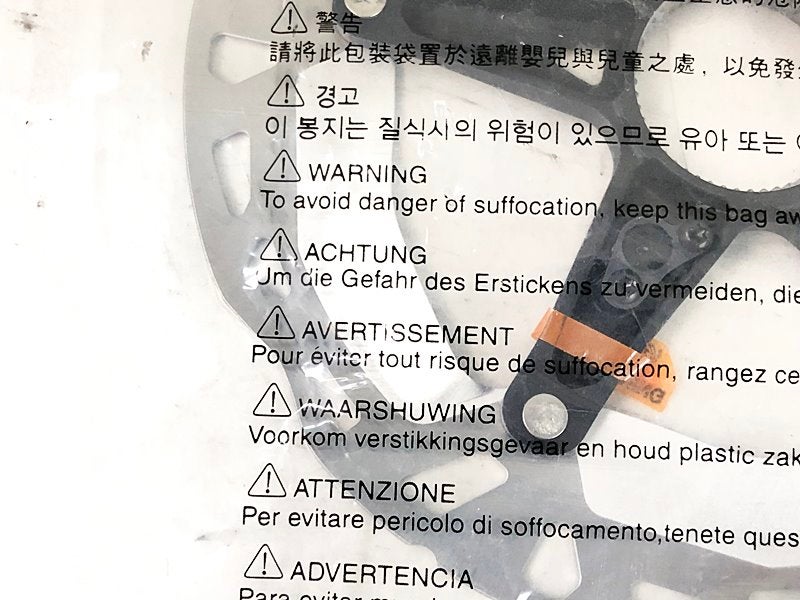 警告
請將此包裝袋置於遠離嬰兒與兒童之處，以免發
경고
이 봉지는 질식사의 위험이 있으므로 유아 또는
WARNING
To avoid danger of suffocation, keep this bag aw
ACHTUNG
Um die Gefahr des Erstickens zu vermeiden, die
AVERTISSEMENT
Pour éviter tout risque de suffocation, rangez ce
WAARSHUWING
Voorkom verstikkingsgevaar en houd plastic zak
ATTENZIONE
Per evitare pericolo di soffocamento,tenete ques
ADVERTENCIA
Para evitar